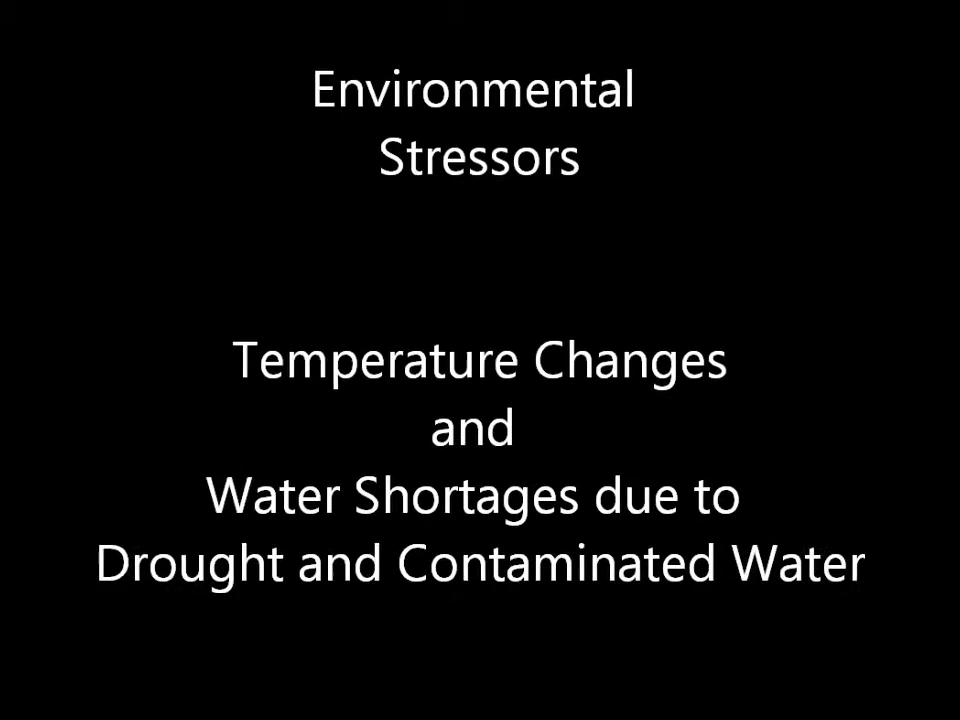 Environmental
Stressors
Temperature Changes
and
Water Shortages due to
Drought and Contaminated Water